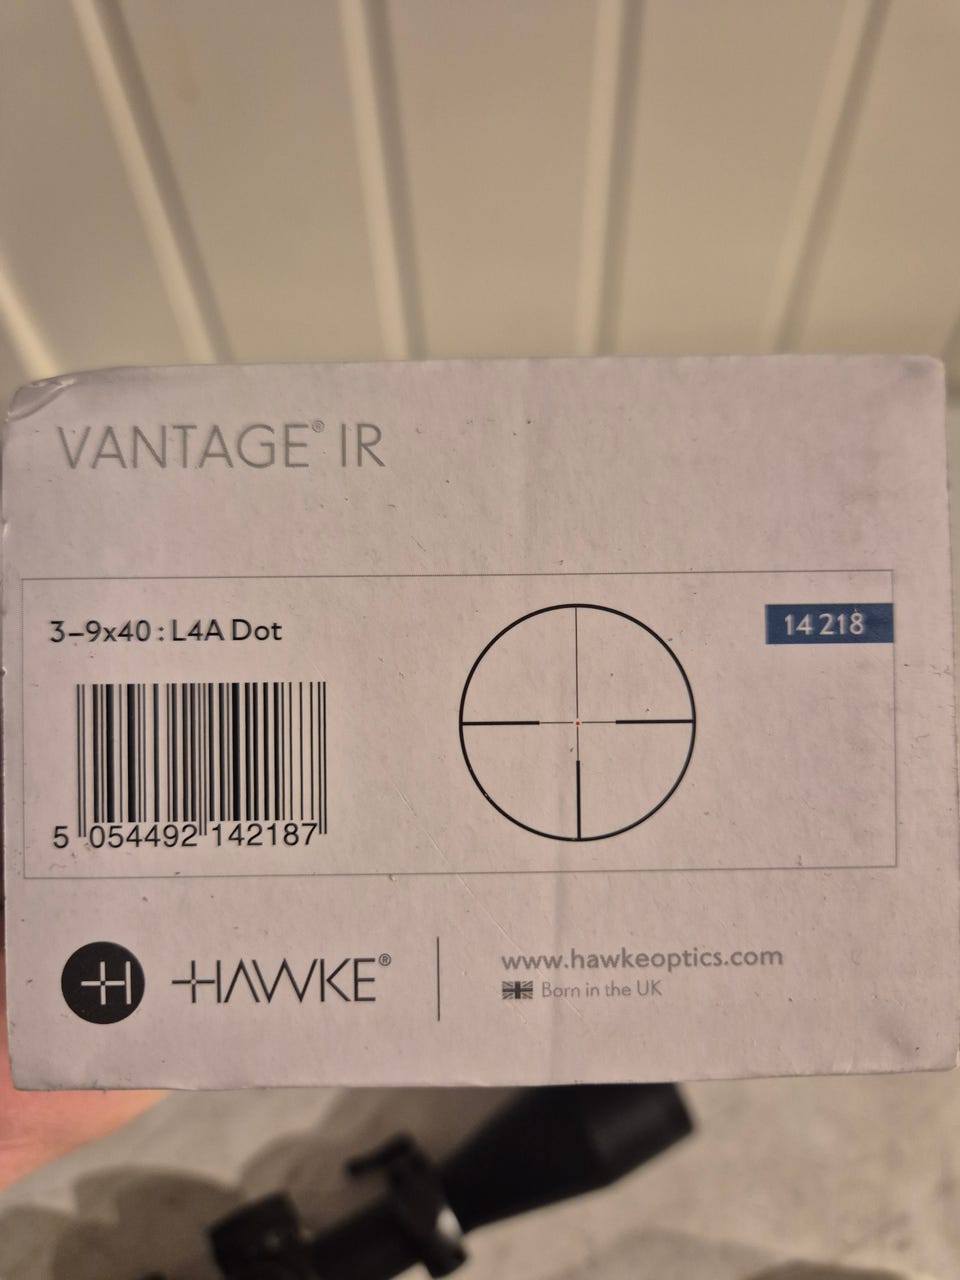 VANTAGE® IR
3–9x40 : L4A Dot
14 218
5 054492 142187
H
HAWKE®
www.hawkeoptics.com
Born in the UK